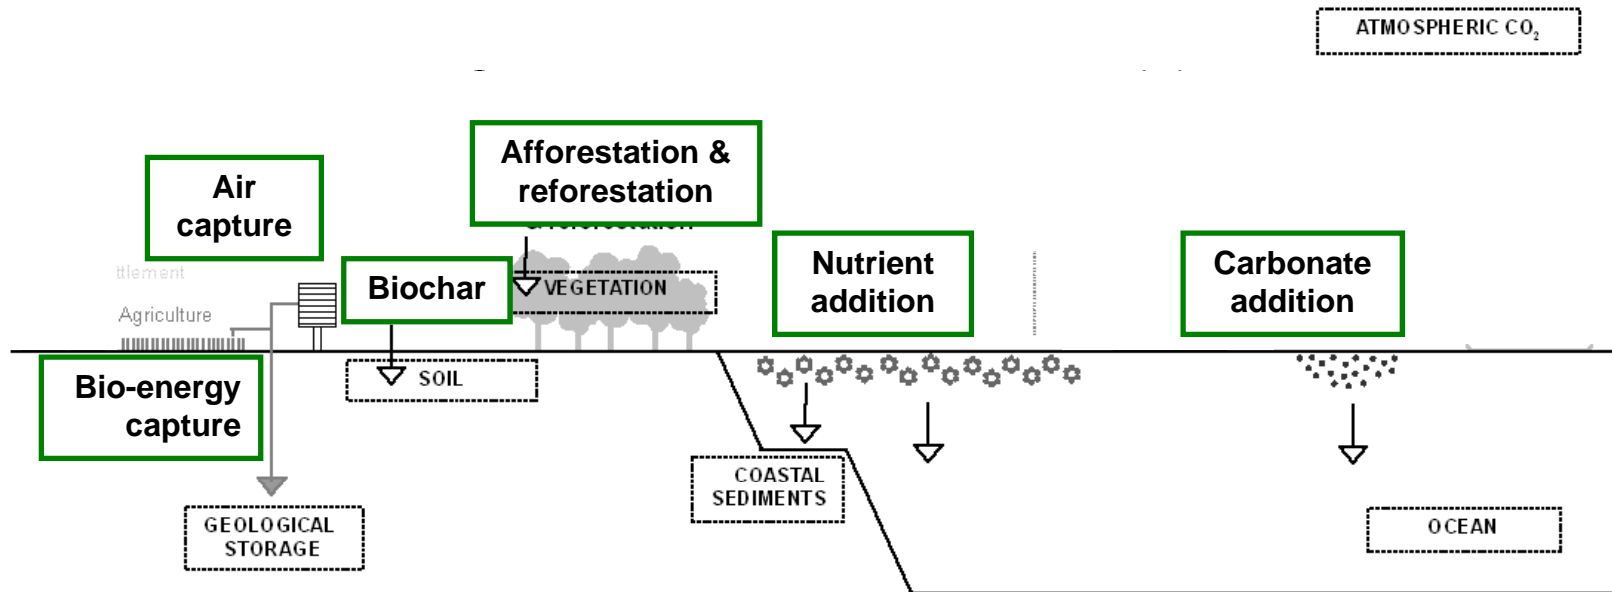 ATMOSPHERIC CO₂
Afforestation &
reforestation
Air
capture
Nutrient
addition
Carbonate
addition
ttlement
Biochar
VEGETATION
Agriculture
SOIL
Bio-energy
capture
COASTAL
SEDIMENTS
GEOLOGICAL
STORAGE
OCEAN